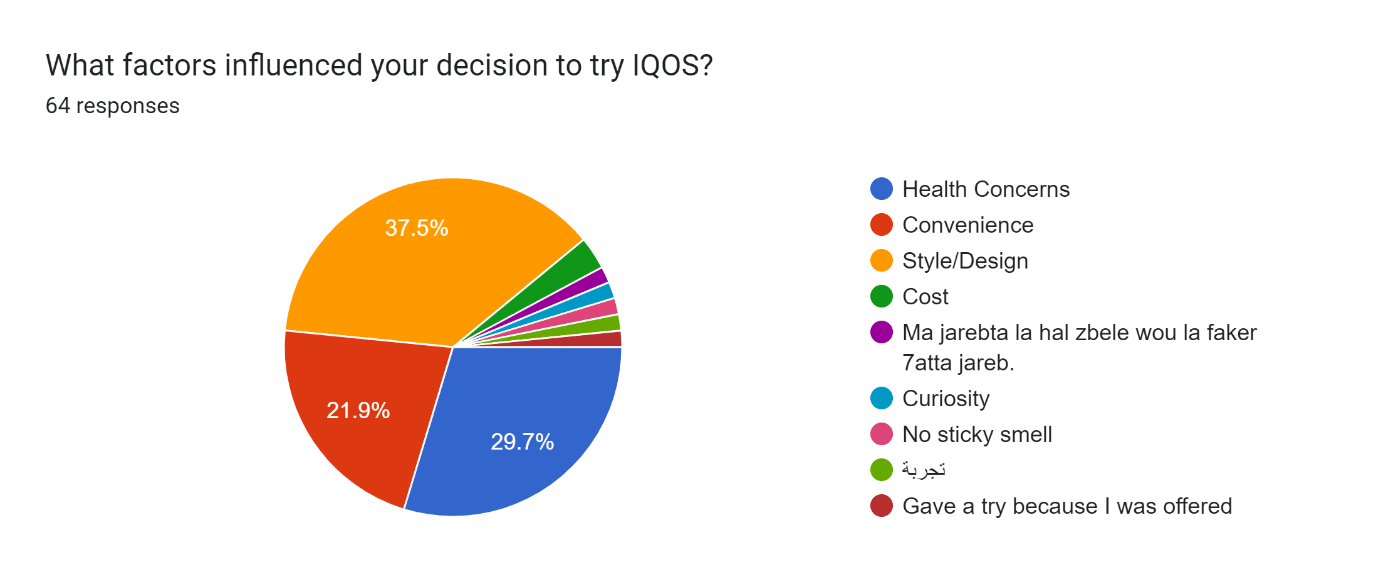 What factors influenced your decision to try IQOS?
64 responses
37.5%
21.9%
29.7%
Health Concerns
Convenience
Style/Design
Cost
Ma jarebta la hal zbele wou la faker
7atta jareb.
Curiosity
No sticky smell
تجربة
Gave a try because I was offered